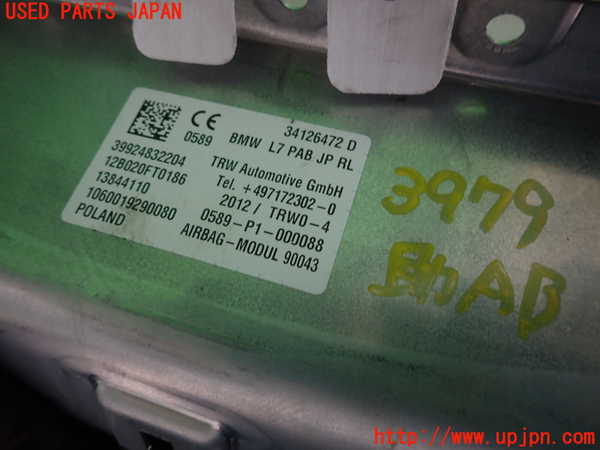 USED PARTS JAPAN
CE
0589
34126472 D
BMW L7 PAB JP RL
39924832204
12B020FT0186
13844110
1060019290080
POLAND
TRW Automotive GmbH
Tel. +497172302-0
2012 / TRW0-4
0589-P1-000088
AIRBAG-MODUL 90043
3979
助AB
UPJ
http://www.upjpn.com/